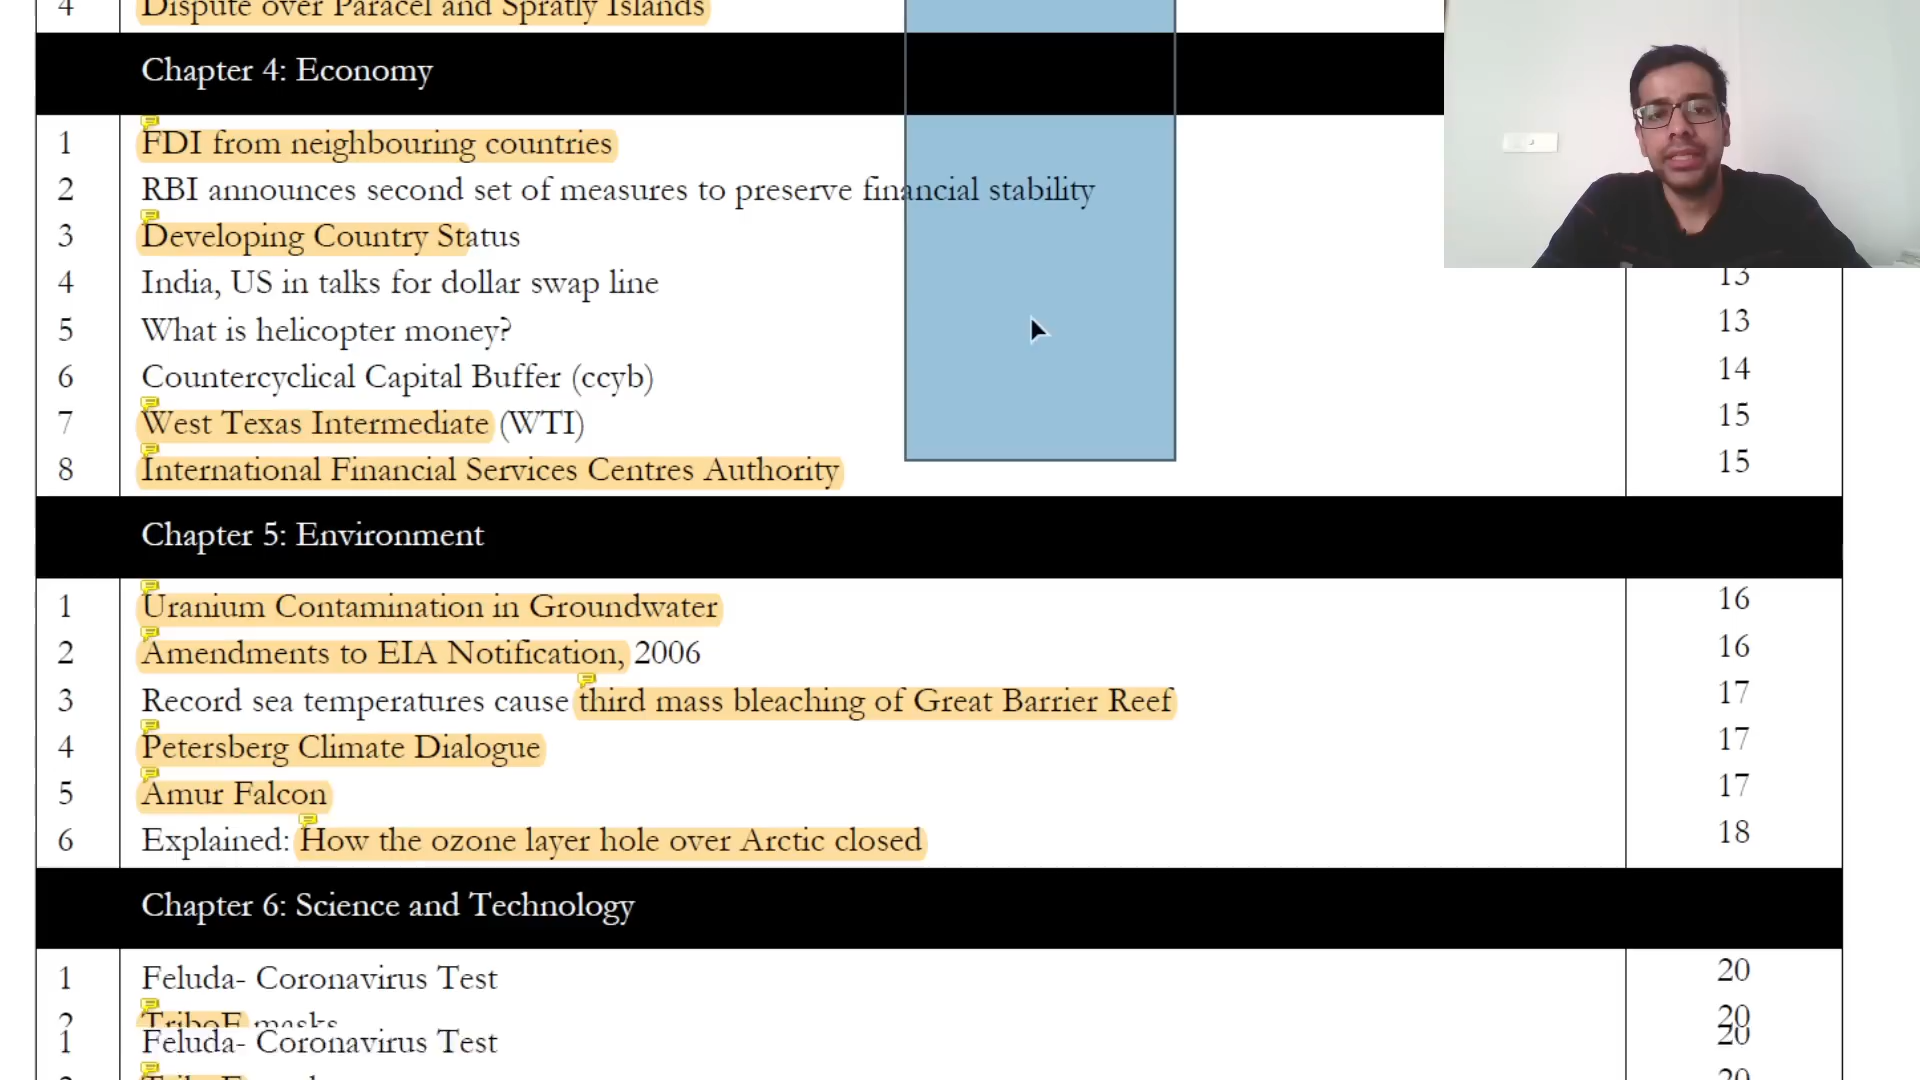 4 Dispute over Paracel and Spratly Islands
Chapter 4: Economy
1 FDI from neighbouring countries
2 RBI announces second set of measures to preserve financial stability
3 Developing Country Status
4 India, US in talks for dollar swap line 13
5 What is helicopter money? 13
6 Countercyclical Capital Buffer (ccyb) 14
7 West Texas Intermediate (WTI) 15
8 International Financial Services Centres Authority 15
Chapter 5: Environment
1 Uranium Contamination in Groundwater 16
2 Amendments to EIA Notification, 2006 16
3 Record sea temperatures cause third mass bleaching of Great Barrier Reef 17
4 Petersberg Climate Dialogue 17
5 Amur Falcon 17
6 Explained: How the ozone layer hole over Arctic closed 18
Chapter 6: Science and Technology
1 Feluda- Coronavirus Test 20
2 TriboE masks 20
1 Feluda- Coronavirus Test 20